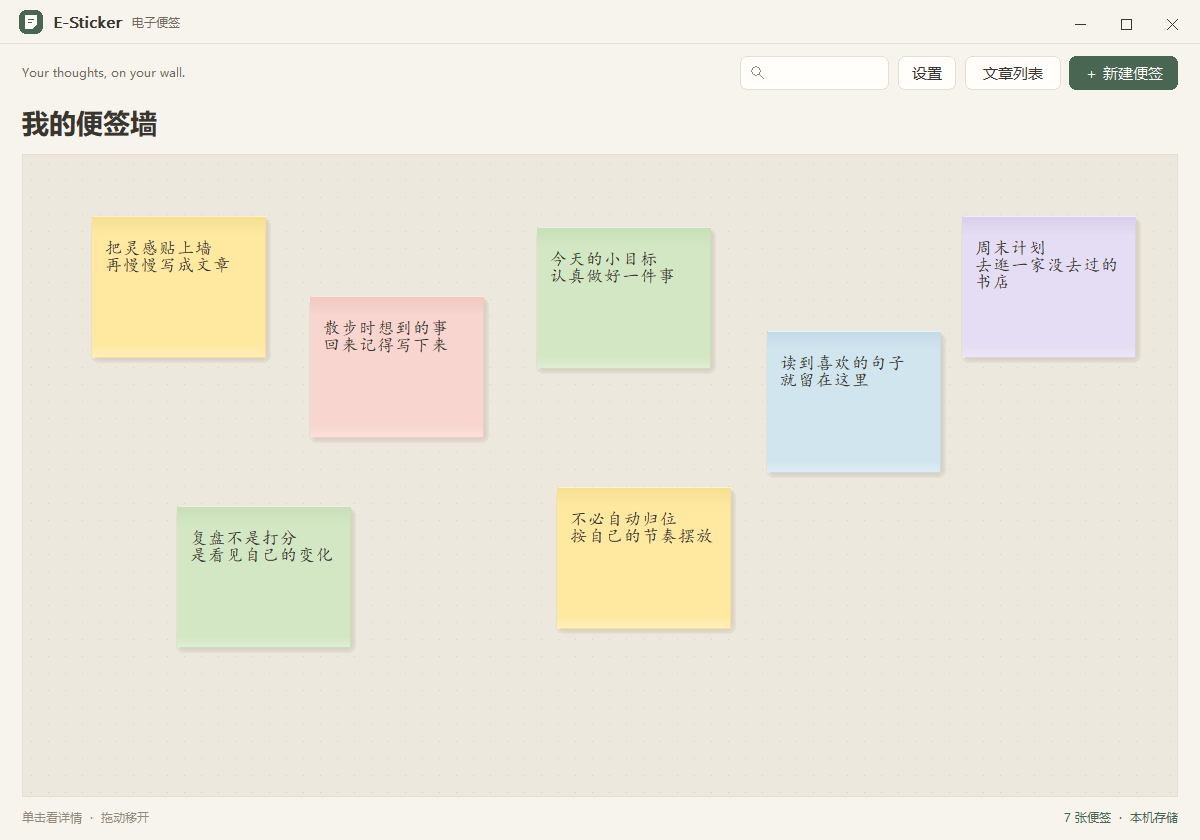 E-Sticker 电子便签
Your thoughts, on your wall.
设置
文章列表
+ 新建便签
我的便签墙
把灵感贴上墙
再慢慢写成文章
散步时想到的事
回来记得写下来
今天的小目标
认真做好一件事
读到喜欢的句子
就留在这里
周末计划
去逛一家没去过的
书店
复盘不是打分
是看见自己的变化
不必自动归位
按自己的节奏摆放
单击看详情 · 拖动移开
7 张便签 · 本机存储